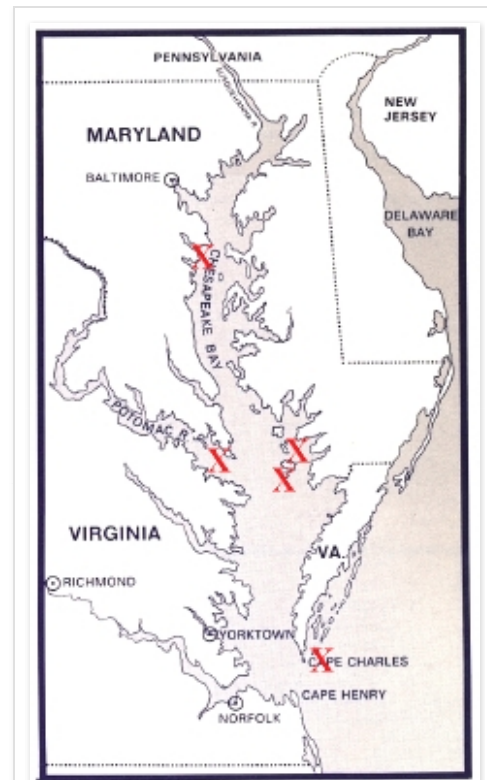 PENNSYLVANIA
SUSQUEHANNA R.
NEW
JERSEY
MARYLAND
BALTIMORE
DELAWARE
BAY
X
CHESAPEAKE BAY
POTOMAC R.
X
X
X
VIRGINIA
VA.
RICHMOND
YORKTOWN
X
CAPE CHARLES
CAPE HENRY
NORFOLK